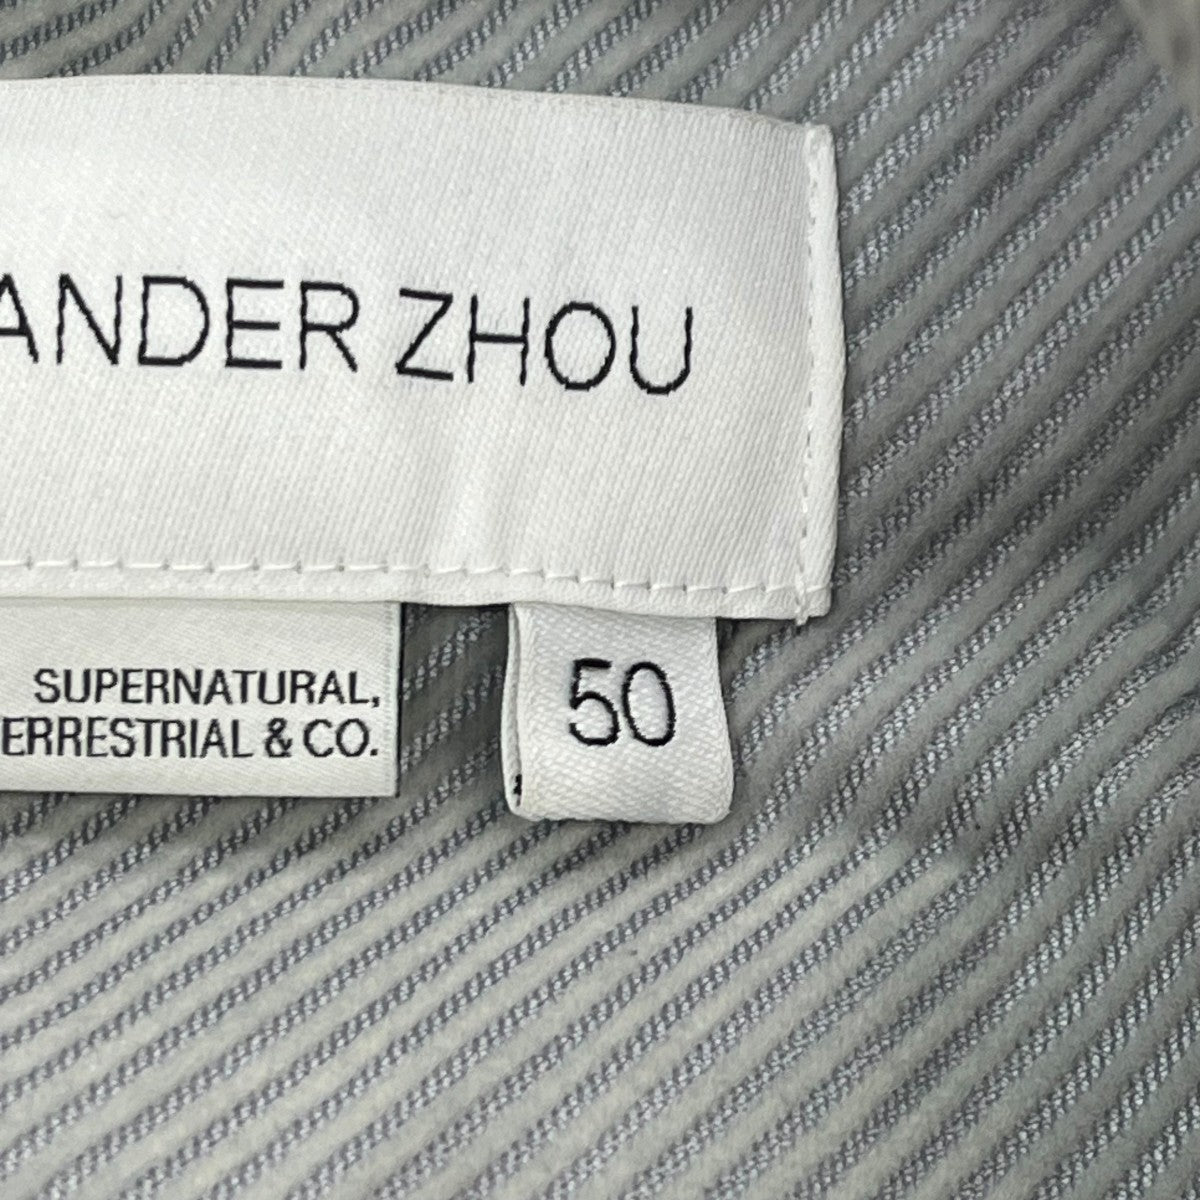 ANDER ZHOU
SUPERNATURAL,
ERRESTRIAL & CO.
50